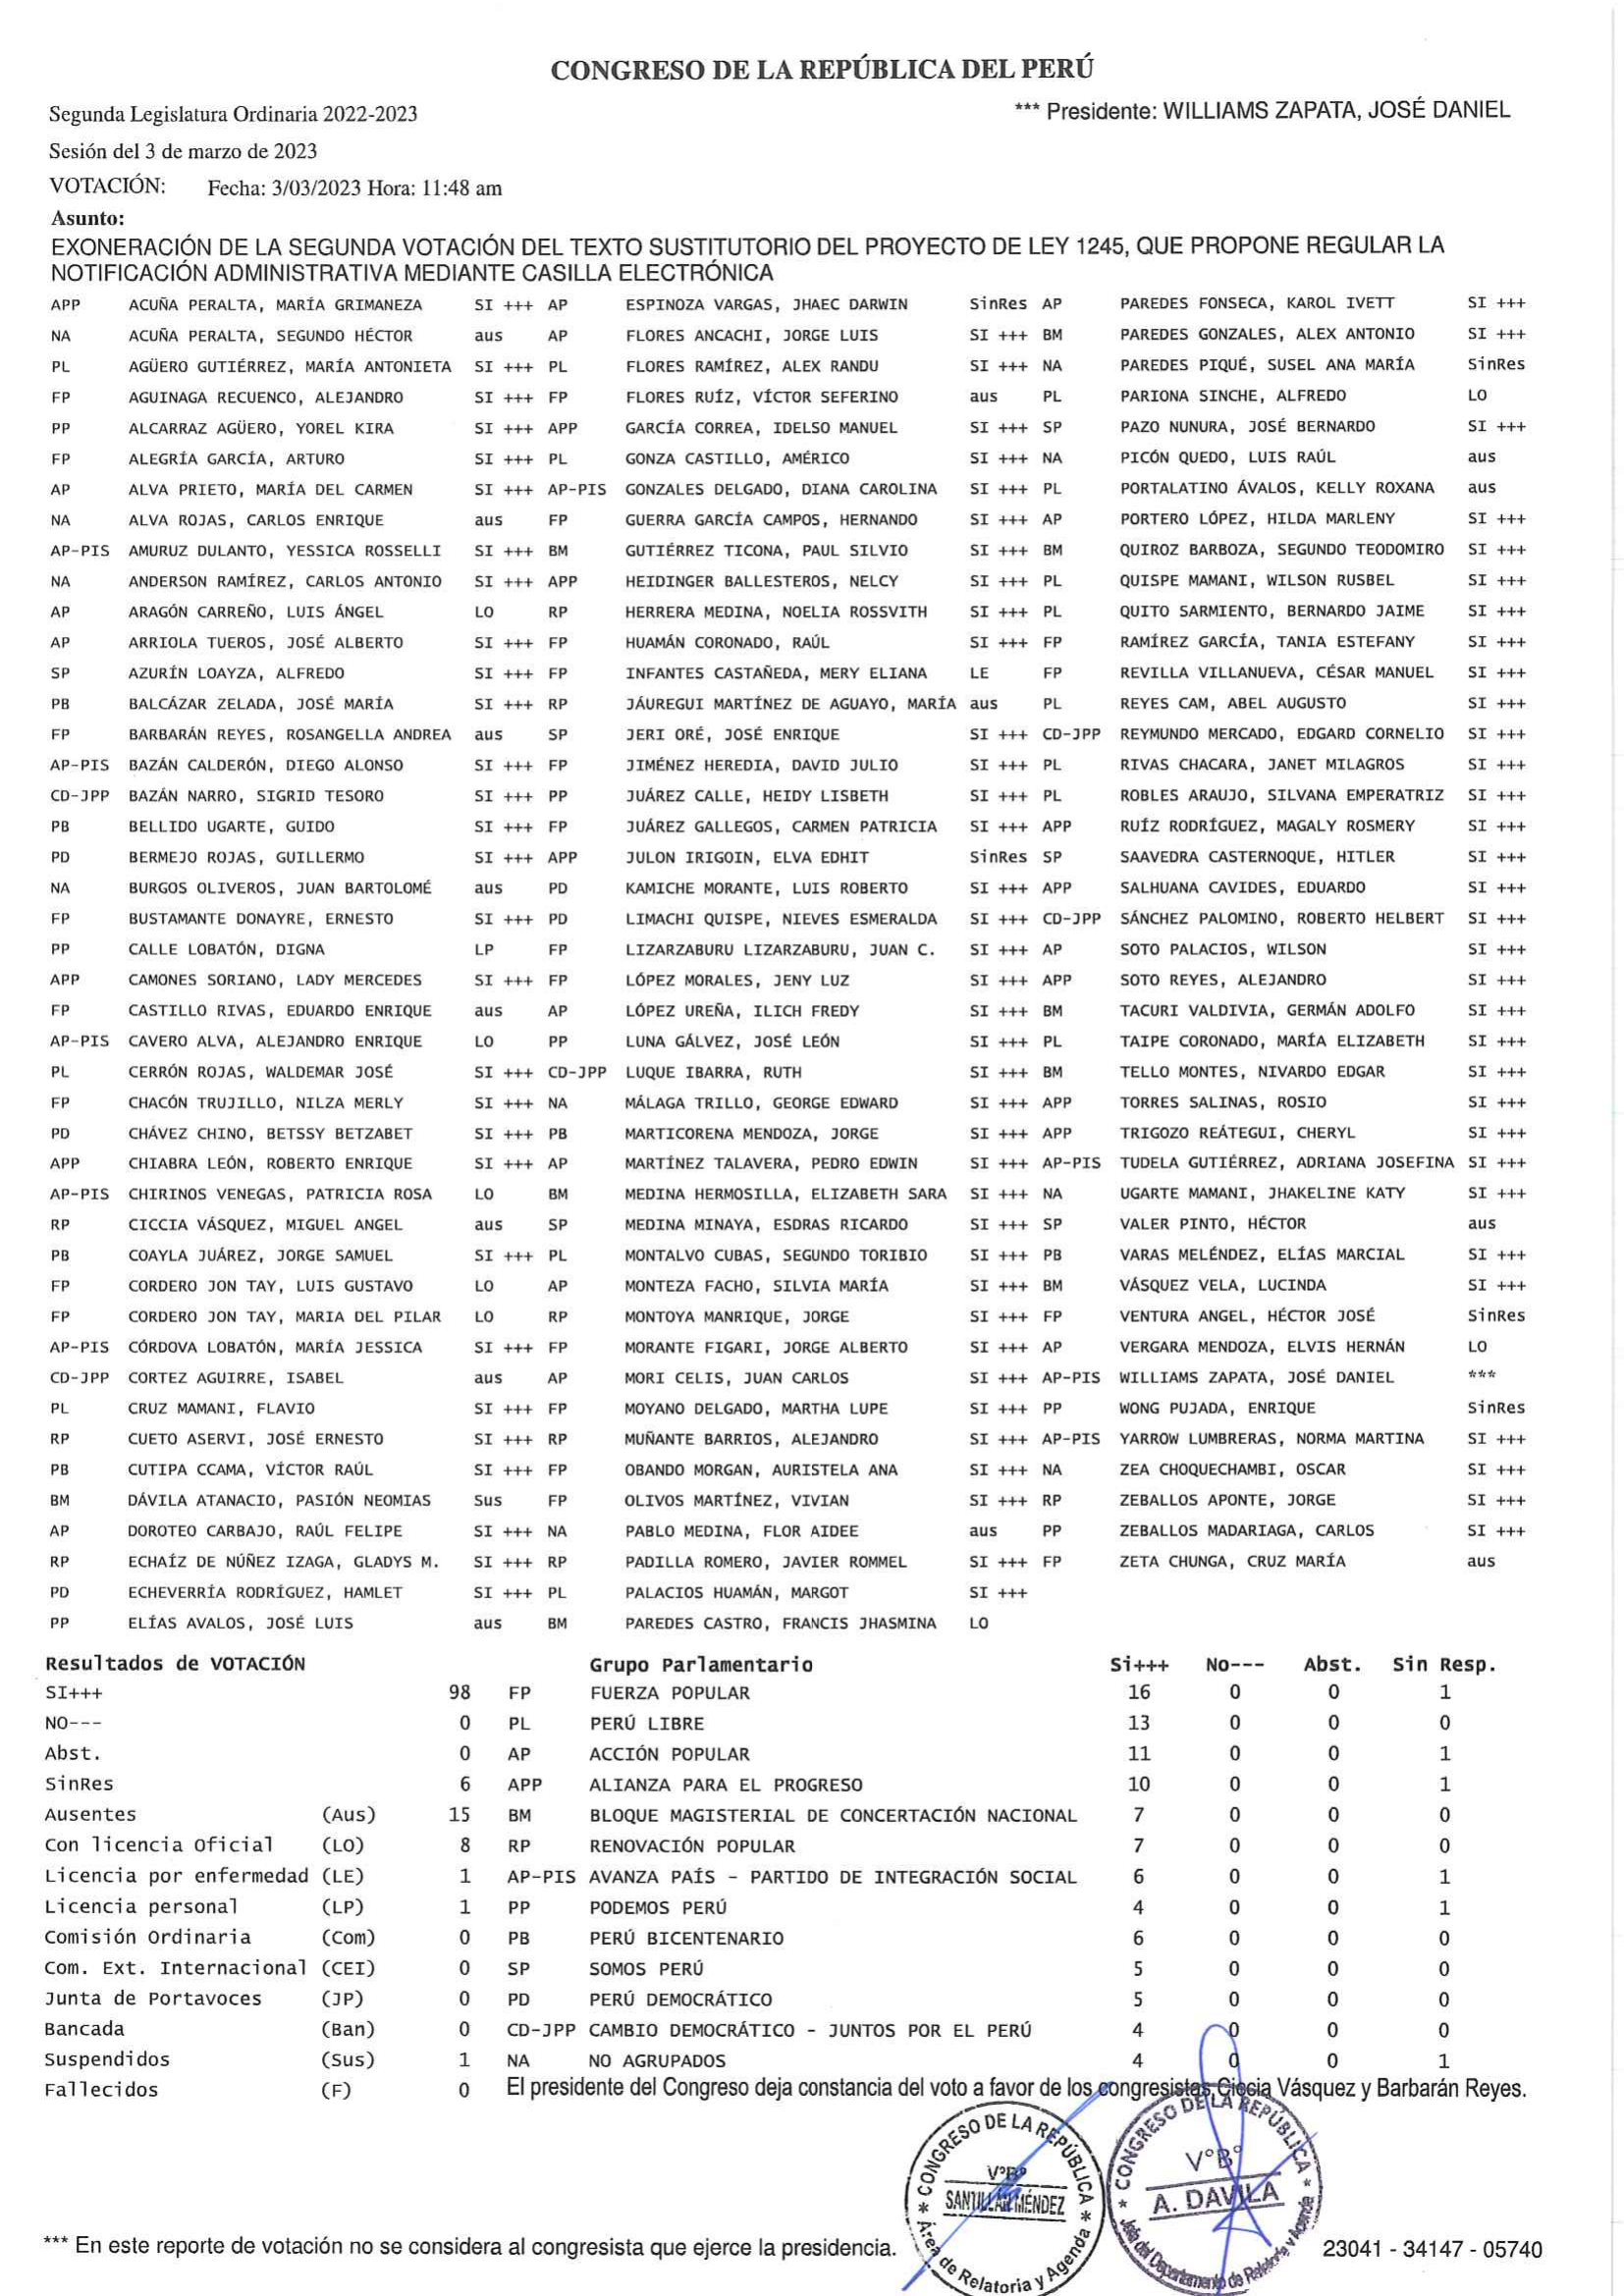 CONGRESO DE LA REPÚBLICA DEL PERÚ
Segunda Legislatura Ordinaria 2022-2023 *** Presidente: WILLIAMS ZAPATA, JOSÉ DANIEL
Sesión del 3 de marzo de 2023
VOTACIÓN: Fecha: 3/03/2023 Hora: 11:48 am
Asunto:
EXONERACIÓN DE LA SEGUNDA VOTACIÓN DEL TEXTO SUSTITUTORIO DEL PROYECTO DE LEY 1245, QUE PROPONE REGULAR LA
NOTIFICACIÓN ADMINISTRATIVA MEDIANTE CASILLA ELECTRÓNICA
APP ACUÑA PERALTA, MARÍA GRIMANEZA SI +++ AP ESPINOZA VARGAS, JHAEC DARWIN SinRes AP PAREDES FONSECA, KAROL IVETT SI +++
NA ACUÑA PERALTA, SEGUNDO HÉCTOR aus AP FLORES ANCACHI, JORGE LUIS SI +++ BM PAREDES GONZALES, ALEX ANTONIO SI +++
PL AGÜERO GUTIÉRREZ, MARÍA ANTONIETA SI +++ PL FLORES RAMÍREZ, ALEX RANDU SI +++ NA PAREDES PIQUÉ, SUSEL ANA MARÍA SinRes
FP AGUINAGA RECUENCO, ALEJANDRO SI +++ FP FLORES RUÍZ, VÍCTOR SEFERINO aus PL PARIONA SINCHE, ALFREDO LO
PP ALCARRAZ AGÜERO, YOREL KIRA SI +++ APP GARCÍA CORREA, IDELSO MANUEL SI +++ SP PAZO NUNURA, JOSÉ BERNARDO SI +++
FP ALEGRÍA GARCÍA, ARTURO SI +++ PL GONZA CASTILLO, AMÉRICO SI +++ NA PICÓN QUEDO, LUIS RAÚL aus
AP ALVA PRIETO, MARÍA DEL CARMEN SI +++ AP-PIS GONZALES DELGADO, DIANA CAROLINA SI +++ PL PORTALATINO ÁVALOS, KELLY ROXANA aus
NA ALVA ROJAS, CARLOS ENRIQUE aus FP GUERRA GARCÍA CAMPOS, HERNANDO SI +++ AP PORTERO LÓPEZ, HILDA MARLENY SI +++
AP-PIS AMURUZ DULANTO, YESSICA ROSSELLI SI +++ BM GUTIÉRREZ TICONA, PAUL SILVIO SI +++ BM QUIROZ BARBOZA, SEGUNDO TEODOMIRO SI +++
NA ANDERSON RAMÍREZ, CARLOS ANTONIO SI +++ APP HEIDINGER BALLESTEROS, NELCY SI +++ PL QUISPE MAMANI, WILSON RUSBEL SI +++
AP ARAGÓN CARREÑO, LUIS ÁNGEL LO RP HERRERA MEDINA, NOELIA ROSSVITH SI +++ PL QUITO SARMIENTO, BERNARDO JAIME SI +++
AP ARRIOLA TUEROS, JOSÉ ALBERTO SI +++ FP HUAMÁN CORONADO, RAÚL SI +++ FP RAMÍREZ GARCÍA, TANIA ESTEFANY SI +++
SP AZURÍN LOAYZA, ALFREDO SI +++ FP INFANTES CASTAÑEDA, MERY ELIANA LE FP REVILLA VILLANUEVA, CÉSAR MANUEL SI +++
PB BALCÁZAR ZELADA, JOSÉ MARÍA SI +++ RP JÁUREGUI MARTÍNEZ DE AGUAYO, MARÍA aus PL REYES CAM, ABEL AUGUSTO SI +++
FP BARBARÁN REYES, ROSANGELLA ANDREA aus SP JERI ORÉ, JOSÉ ENRIQUE SI +++ CD-JPP REYMUNDO MERCADO, EDGARD CORNELIO SI +++
AP-PIS BAZÁN CALDERÓN, DIEGO ALONSO SI +++ FP JIMÉNEZ HEREDIA, DAVID JULIO SI +++ PL RIVAS CHACARA, JANET MILAGROS SI +++
CD-JPP BAZÁN NARRO, SIGRID TESORO SI +++ PP JUÁREZ CALLE, HEIDY LISBETH SI +++ PL ROBLES ARAUJO, SILVANA EMPERATRIZ SI +++
PB BELLIDO UGARTE, GUIDO SI +++ FP JUÁREZ GALLEGOS, CARMEN PATRICIA SI +++ APP RUÍZ RODRÍGUEZ, MAGALY ROSMERY SI +++
PD BERMEJO ROJAS, GUILLERMO SI +++ APP JULON IRIGOIN, ELVA EDHIT SinRes SP SAAVEDRA CASTERNOQUE, HITLER SI +++
NA BURGOS OLIVEROS, JUAN BARTOLOMÉ aus PD KAMICHE MORANTE, LUIS ROBERTO SI +++ APP SALHUANA CAVIDES, EDUARDO SI +++
FP BUSTAMANTE DONAYRE, ERNESTO SI +++ PD LIMACHI QUISPE, NIEVES ESMERALDA SI +++ CD-JPP SÁNCHEZ PALOMINO, ROBERTO HELBERT SI +++
PP CALLE LOBATÓN, DIGNA LP FP LIZARZABURU LIZARZABURU, JUAN C. SI +++ AP SOTO PALACIOS, WILSON SI +++
APP CAMONES SORIANO, LADY MERCEDES SI +++ FP LÓPEZ MORALES, JENY LUZ SI +++ APP SOTO REYES, ALEJANDRO SI +++
FP CASTILLO RIVAS, EDUARDO ENRIQUE aus AP LÓPEZ UREÑA, ILICH FREDY SI +++ BM TACURI VALDIVIA, GERMÁN ADOLFO SI +++
AP-PIS CAVERO ALVA, ALEJANDRO ENRIQUE LO PP LUNA GÁLVEZ, JOSÉ LEÓN SI +++ PL TAIPE CORONADO, MARÍA ELIZABETH SI +++
PL CERRÓN ROJAS, WALDEMAR JOSÉ SI +++ CD-JPP LUQUE IBARRA, RUTH SI +++ BM TELLO MONTES, NIVARDO EDGAR SI +++
FP CHACÓN TRUJILLO, NILZA MERLY SI +++ NA MÁLAGA TRILLO, GEORGE EDWARD SI +++ APP TORRES SALINAS, ROSIO SI +++
PD CHÁVEZ CHINO, BETSSY BETZABET SI +++ PB MARTICORENA MENDOZA, JORGE SI +++ APP TRIGOZO REÁTEGUI, CHERYL SI +++
APP CHIABRA LEÓN, ROBERTO ENRIQUE SI +++ AP MARTÍNEZ TALAVERA, PEDRO EDWIN SI +++ AP-PIS TUDELA GUTIÉRREZ, ADRIANA JOSEFINA SI +++
AP-PIS CHIRINOS VENEGAS, PATRICIA ROSA LO BM MEDINA HERMOSILLA, ELIZABETH SARA SI +++ NA UGARTE MAMANI, JHAKELINE KATY SI +++
RP CICCIA VÁSQUEZ, MIGUEL ANGEL aus SP MEDINA MINAYA, ESDRAS RICARDO SI +++ SP VALER PINTO, HÉCTOR aus
PB COAYLA JUÁREZ, JORGE SAMUEL SI +++ PL MONTALVO CUBAS, SEGUNDO TORIBIO SI +++ PB VARAS MELÉNDEZ, ELÍAS MARCIAL SI +++
FP CORDERO JON TAY, LUIS GUSTAVO LO AP MONTEZA FACHO, SILVIA MARÍA SI +++ BM VÁSQUEZ VELA, LUCINDA SI +++
FP CORDERO JON TAY, MARIA DEL PILAR LO RP MONTOYA MANRIQUE, JORGE SI +++ FP VENTURA ANGEL, HÉCTOR JOSÉ SinRes
AP-PIS CÓRDOVA LOBATÓN, MARÍA JESSICA SI +++ FP MORANTE FIGARI, JORGE ALBERTO SI +++ AP VERGARA MENDOZA, ELVIS HERNÁN LO
CD-JPP CORTEZ AGUIRRE, ISABEL aus AP MORI CELIS, JUAN CARLOS SI +++ AP-PIS WILLIAMS ZAPATA, JOSÉ DANIEL ***
PL CRUZ MAMANI, FLAVIO SI +++ FP MOYANO DELGADO, MARTHA LUPE SI +++ PP WONG PUJADA, ENRIQUE SinRes
RP CUETO ASERVI, JOSÉ ERNESTO SI +++ RP MUÑANTE BARRIOS, ALEJANDRO SI +++ AP-PIS YARROW LUMBRERAS, NORMA MARTINA SI +++
PB CUTIPA CCAMA, VÍCTOR RAÚL SI +++ FP OBANDO MORGAN, AURISTELA ANA SI +++ NA ZEA CHOQUECHAMBI, OSCAR SI +++
BM DÁVILA ATANACIO, PASIÓN NEOMIAS Sus FP OLIVOS MARTÍNEZ, VIVIAN SI +++ RP ZEBALLOS APONTE, JORGE SI +++
AP DOROTEO CARBAJO, RAÚL FELIPE SI +++ NA PABLO MEDINA, FLOR AIDEE aus PP ZEBALLOS MADARIAGA, CARLOS SI +++
RP ECHAÍZ DE NÚÑEZ IZAGA, GLADYS M. SI +++ RP PADILLA ROMERO, JAVIER ROMMEL SI +++ FP ZETA CHUNGA, CRUZ MARÍA aus
PD ECHEVERRÍA RODRÍGUEZ, HAMLET SI +++ PL PALACIOS HUAMÁN, MARGOT SI +++
PP ELÍAS AVALOS, JOSÉ LUIS aus BM PAREDES CASTRO, FRANCIS JHASMINA LO
Resultados de VOTACIÓN Grupo Parlamentario Si+++ No--- Abst. Sin Resp.
SI+++ 98 FP FUERZA POPULAR 16 0 0 1
NO--- 0 PL PERÚ LIBRE 13 0 0 0
Abst. 0 AP ACCIÓN POPULAR 11 0 0 1
SinRes 6 APP ALIANZA PARA EL PROGRESO 10 0 0 1
Ausentes (Aus) 15 BM BLOQUE MAGISTERIAL DE CONCERTACIÓN NACIONAL 7 0 0 0
Con licencia Oficial (LO) 8 RP RENOVACIÓN POPULAR 7 0 0 0
Licencia por enfermedad (LE) 1 AP-PIS AVANZA PAÍS - PARTIDO DE INTEGRACIÓN SOCIAL 6 0 0 1
Licencia personal (LP) 1 PP PODEMOS PERÚ 4 0 0 1
Comisión Ordinaria (Com) 0 PB PERÚ BICENTENARIO 6 0 0 0
Com. Ext. Internacional (CEI) 0 SP SOMOS PERÚ 5 0 0 0
Junta de Portavoces (JP) 0 PD PERÚ DEMOCRÁTICO 5 0 0 0
Bancada (Ban) 0 CD-JPP CAMBIO DEMOCRÁTICO - JUNTOS POR EL PERÚ 4 0 0 0
Suspendidos (Sus) 1 NA NO AGRUPADOS 4 0 0 1
Fallecidos (F) 0 El presidente del Congreso deja constancia del voto a favor de los congresistas Ciccia Vásquez y Barbarán Reyes.
CONGRESO DE LA REPÚBLICA
V°B°
SANTILLÁN MÉNDEZ
Área de Relatoria y Agenda
CONGRESO DE LA REPÚBLICA
V°B°
A. DAVILA
Jefa del Departamento de Relatoría y Agenda
*** En este reporte de votación no se considera al congresista que ejerce la presidencia. 23041 - 34147 - 05740